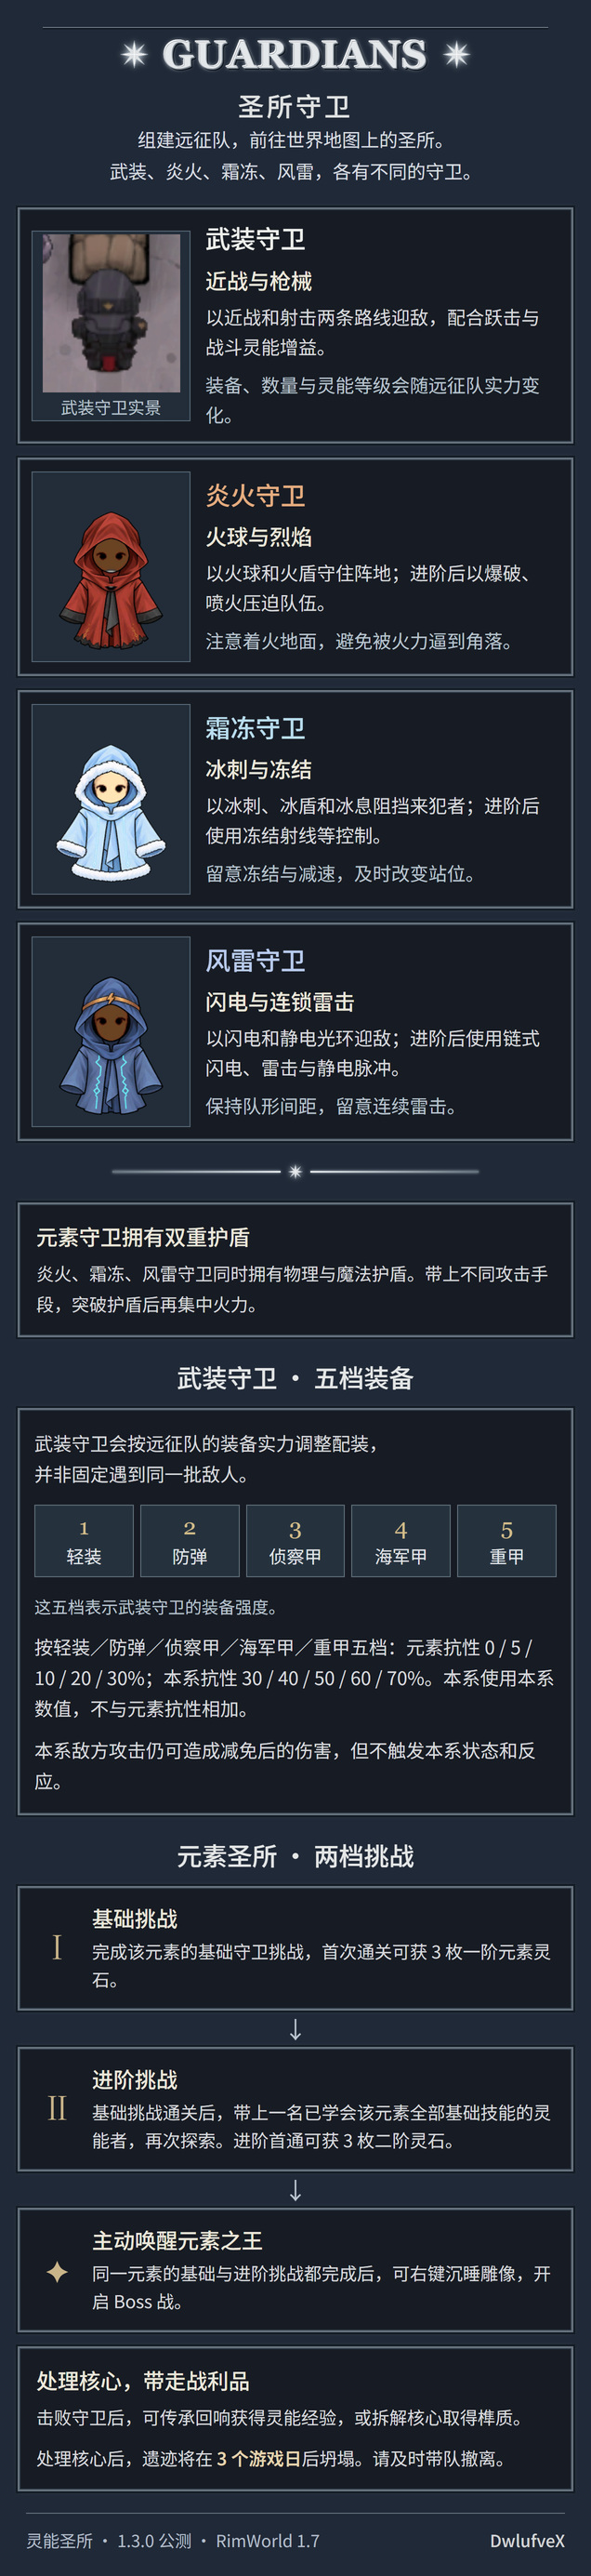 GUARDIANS
圣所守卫
组建远征队，前往世界地图上的圣所。
武装、炎火、霜冻、风雷，各有不同的守卫。
武装守卫
近战与枪械
以近战和射击两条路线迎敌，配合跃击与
战斗灵能增益。
装备、数量与灵能等级会随远征队实力变
化。
武装守卫实景
炎火守卫
火球与烈焰
以火球和火盾守住阵地；进阶后以爆破、
喷火压迫队伍。
注意着火地面，避免被火力逼到角落。
霜冻守卫
冰刺与冻结
以冰刺、冰盾和冰息阻挡来犯者；进阶后
使用冻结射线等控制。
留意冻结与减速，及时改变站位。
风雷守卫
闪电与连锁雷击
以闪电和静电光环迎敌；进阶后使用链式
闪电、雷击与静电脉冲。
保持队形间距，留意连续雷击。
元素守卫拥有双重护盾
炎火、霜冻、风雷守卫同时拥有物理与魔法护盾。带上不同攻击手
段，突破护盾后再集中火力。
武装守卫 · 五档装备
武装守卫会按远征队的装备实力调整配装，
并非固定遇到同一批敌人。
1 2 3 4 5
轻装 防弹 侦察甲 海军甲 重甲
这五档表示武装守卫的装备强度。
按轻装／防弹／侦察甲／海军甲／重甲五档：元素抗性 0 / 5 /
10 / 20 / 30%；本系抗性 30 / 40 / 50 / 60 / 70%。本系使用本系
数值，不与元素抗性相加。
本系敌方攻击仍可造成减免后的伤害，但不触发本系状态和反
应。
元素圣所 · 两档挑战
I
基础挑战
完成该元素的基础守卫挑战，首次通关可获 3 枚一阶元素灵
石。
↓
II
进阶挑战
基础挑战通关后，带上一名已学会该元素全部基础技能的灵
能者，再次探索。进阶首通可获 3 枚二阶灵石。
↓
主动唤醒元素之王
同一元素的基础与进阶挑战都完成后，可右键沉睡雕像，开
启 Boss 战。
处理核心，带走战利品
击败守卫后，可传承回响获得灵能经验，或拆解核心取得榫质。
处理核心后，遗迹将在 3 个游戏日后坍塌。请及时带队撤离。
灵能圣所 · 1.3.0 公测 · RimWorld 1.7
DwlufveX